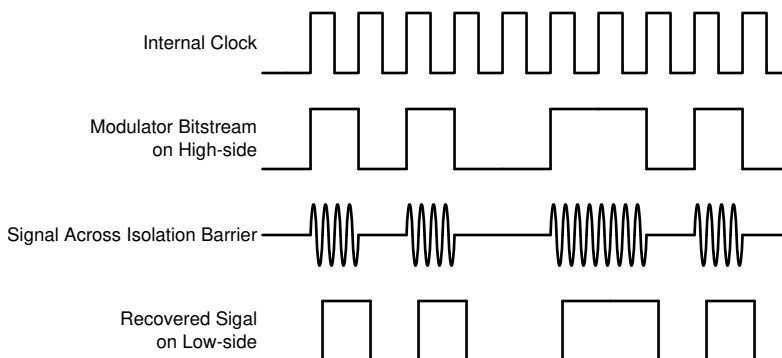 Internal Clock
Modulator Bitstream
on High-side
Signal Across Isolation Barrier
Recovered Sigal
on Low-side